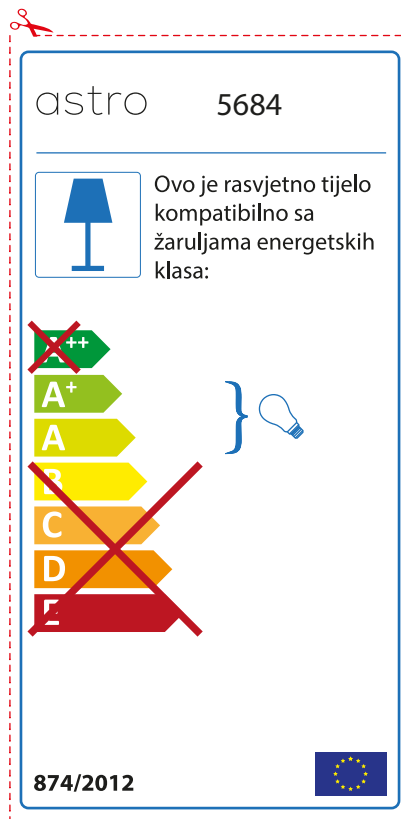 astro 5684
Ovo je rasvjetno tijelo
kompatibilno sa
žaruljama energetskih
klasa:
A++
A+
A
B
C
D
E
874/2012